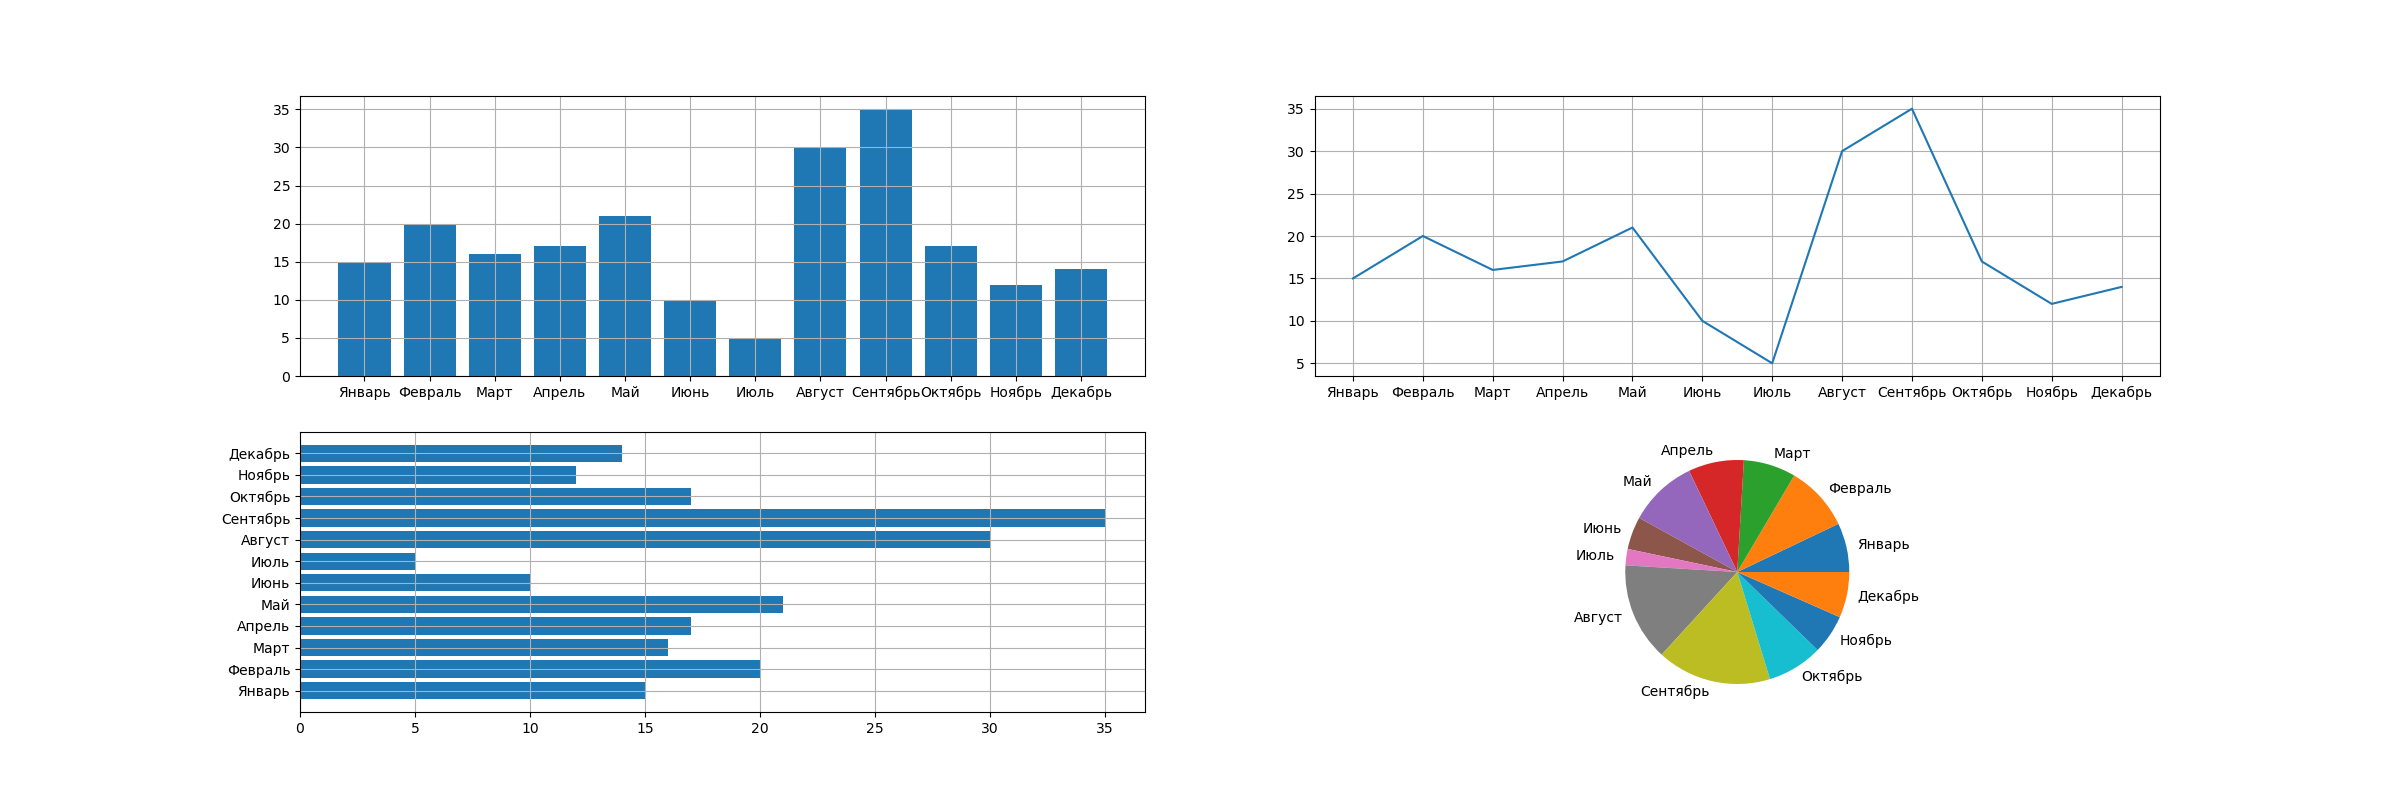 35
30
25
20
15
10
5
0
Январь Февраль Март Апрель Май Июнь Июль Август Сентябрь Октябрь Ноябрь Декабрь
35
30
25
20
15
10
5
Январь Февраль Март Апрель Май Июнь Июль Август Сентябрь Октябрь Ноябрь Декабрь
Декабрь
Ноябрь
Октябрь
Сентябрь
Август
Июль
Июнь
Май
Апрель
Март
Февраль
Январь
0 5 10 15 20 25 30 35
Апрель
Март
Май
Февраль
Июнь
Январь
Июль
Декабрь
Август
Ноябрь
Октябрь
Сентябрь